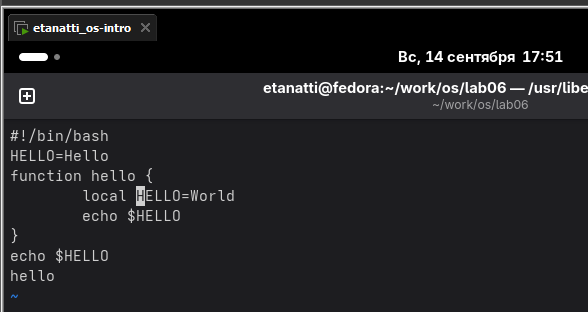 etanatti_os-intro
Вс, 14 сентября 17:51
etanatti@fedora:~/work/os/lab06 — /usr/libe
~/work/os/lab06
#!/bin/bash
HELLO=Hello
function hello {
        local HELLO=World
        echo $HELLO
}
echo $HELLO
hello
~